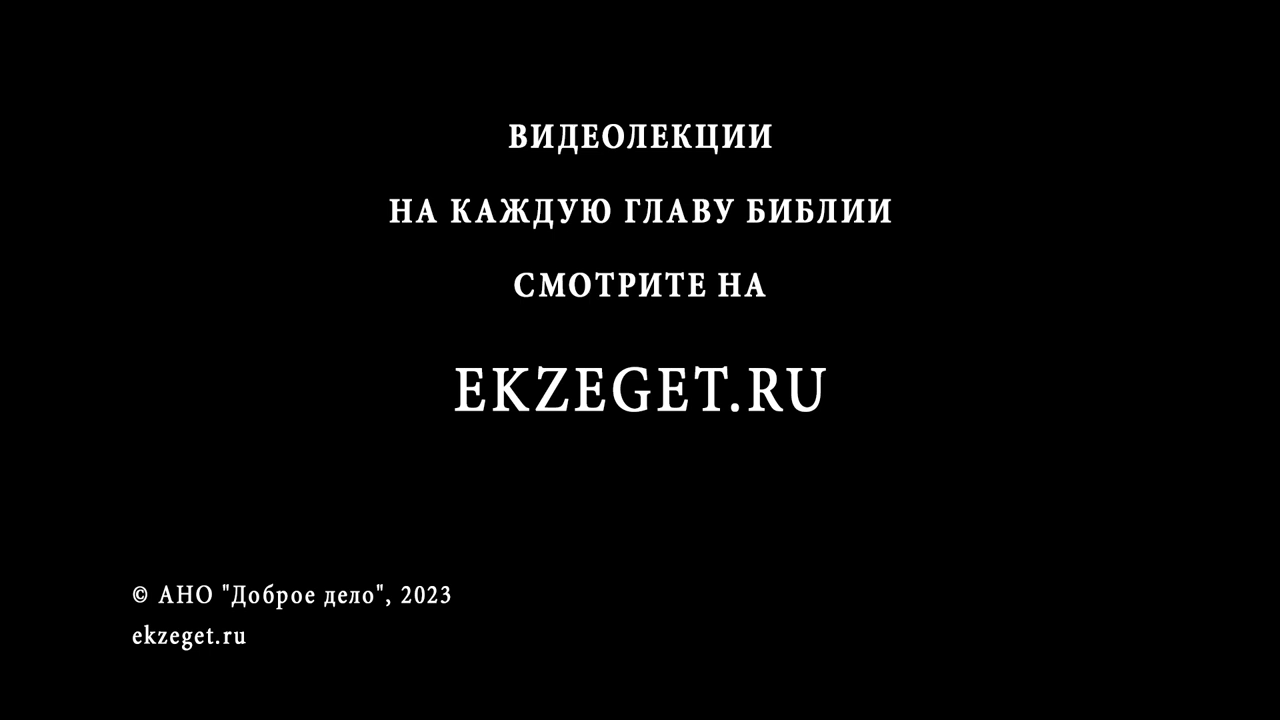 ВИДЕОЛЕКЦИИ
НА КАЖДУЮ ГЛАВУ БИБЛИИ
СМОТРИТЕ НА
EKZEGET.RU
© АНО "Доброе дело", 2023
ekzeget.ru